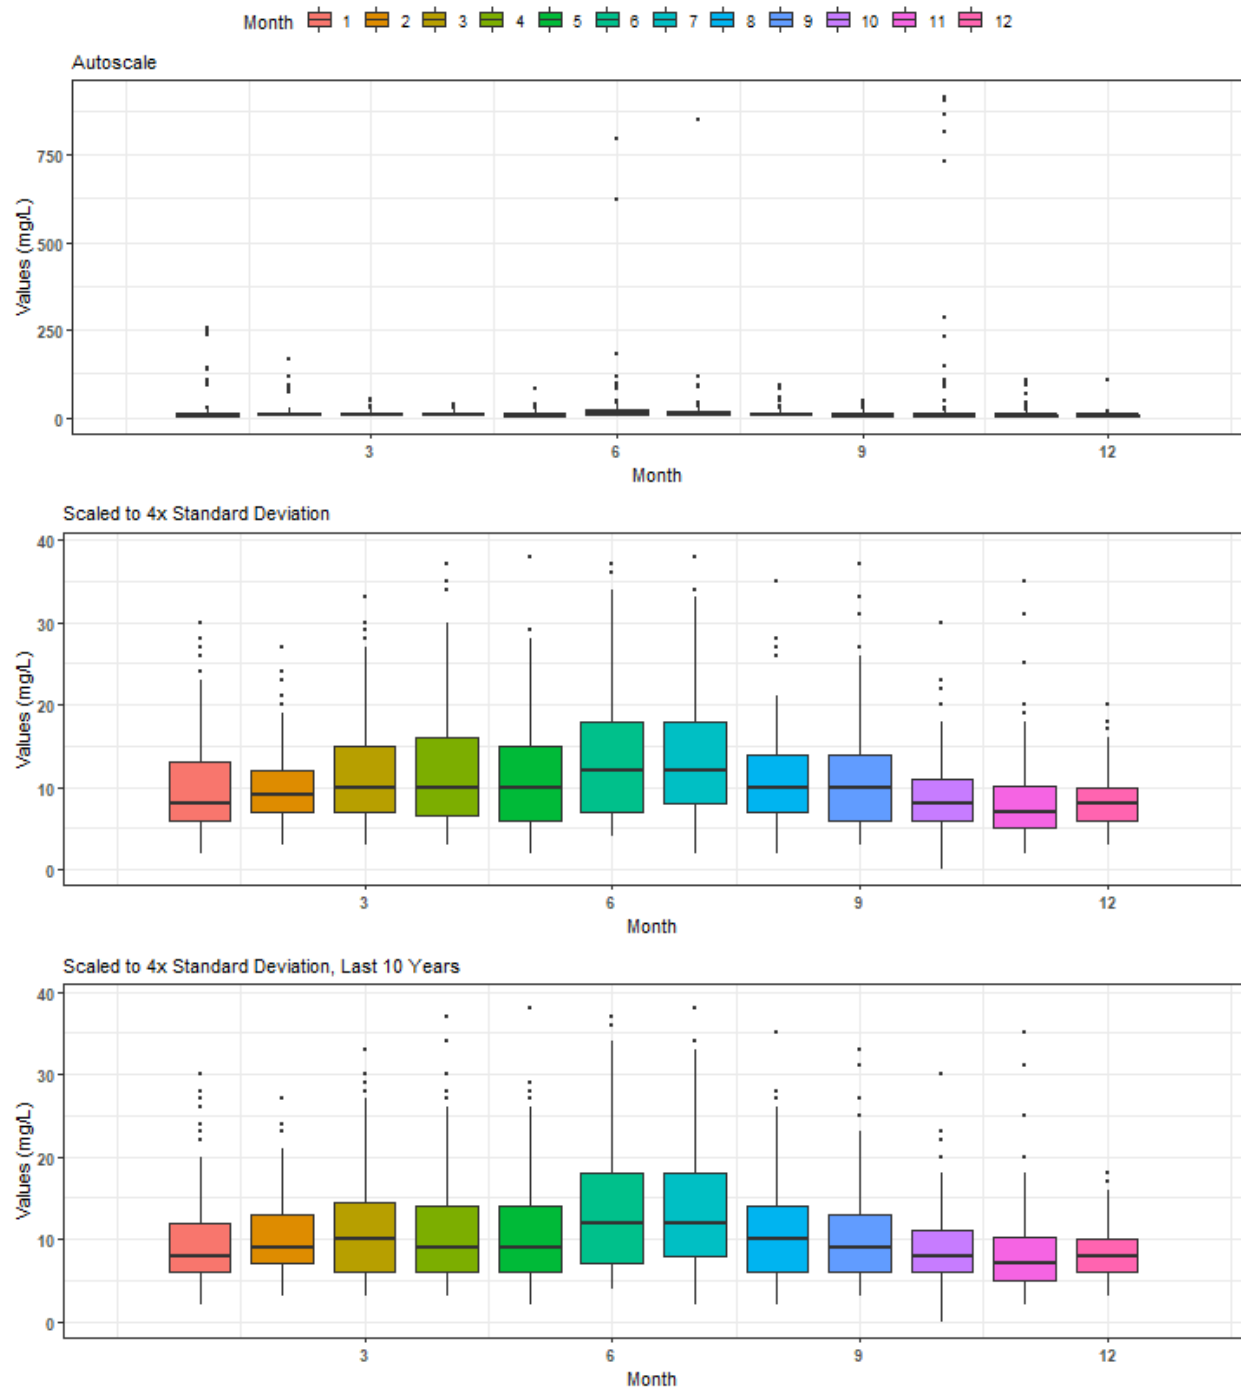 Month 1 2 3 4 5 6 7 8 9 10 11 12
Autoscale
Values (mg/L)
750
500
250
0
3 6 9 12
Month
Scaled to 4x Standard Deviation
Values (mg/L)
40
30
20
10
0
3 6 9 12
Month
Scaled to 4x Standard Deviation, Last 10 Years
Values (mg/L)
40
30
20
10
0
3 6 9 12
Month